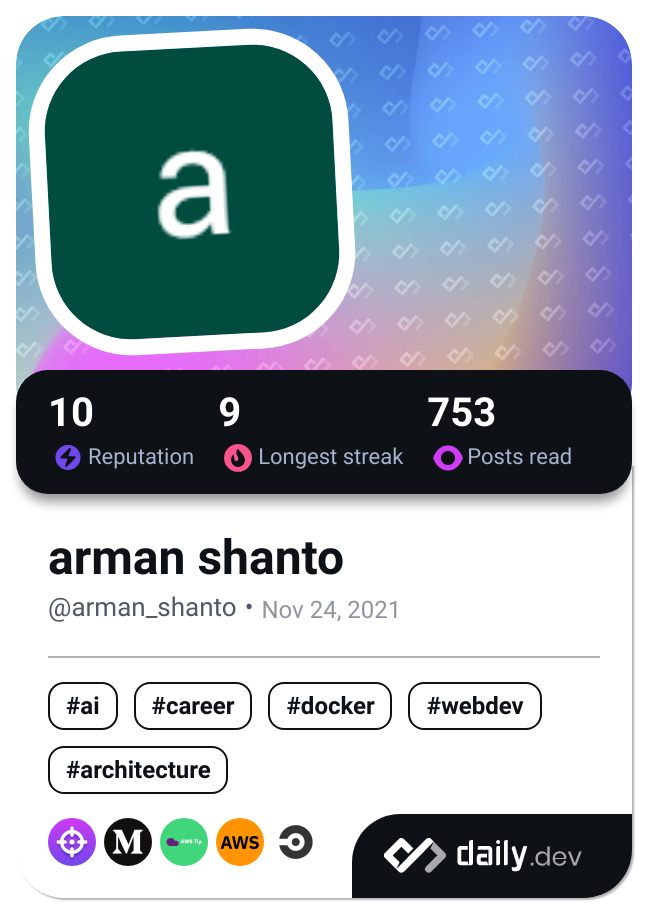 a
10 9 753
Reputation Longest streak Posts read
arman shanto
@arman_shanto • Nov 24, 2021
#ai #career #docker #webdev
#architecture
M AWS Tip AWS
daily.dev